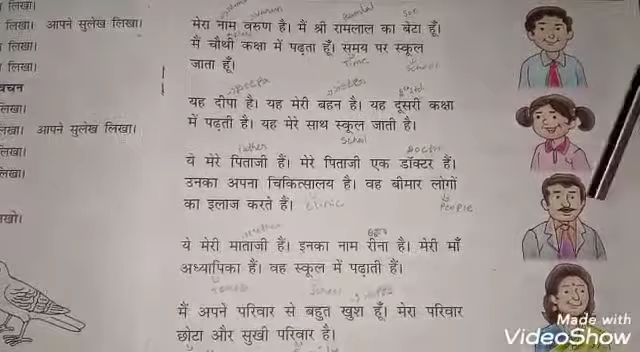 लिखा।
लिखा। आपने सुलेख लिखा।
लिखा।
लिखा।
वचन
लिखा।
लिखा। आपने सुलेख लिखा।
लिखा।
लिखा।
मेरा नाम वरुण है। मैं श्री रामलाल का बेटा हूँ।
मैं चौथी कक्षा में पढ़ता हूँ। समय पर स्कूल
जाता हूँ।
Son
Time
School
यह दीपा है। यह मेरी बहन है। यह दूसरी कक्षा
में पढ़ती है। यह मेरे साथ स्कूल जाती है।
ये मेरे पिताजी हैं। मेरे पिताजी एक डॉक्टर हैं।
उनका अपना चिकित्सालय है। वह बीमार लोगों
का इलाज करते हैं।
father
Clinic
People
ये मेरी माताजी हैं। इनका नाम रीना है। मेरी माँ
अध्यापिका हैं। वह स्कूल में पढ़ाती हैं।
मैं अपने परिवार से बहुत खुश हूँ। मेरा परिवार
छोटा और सुखी परिवार है।
Made with
VideoShow